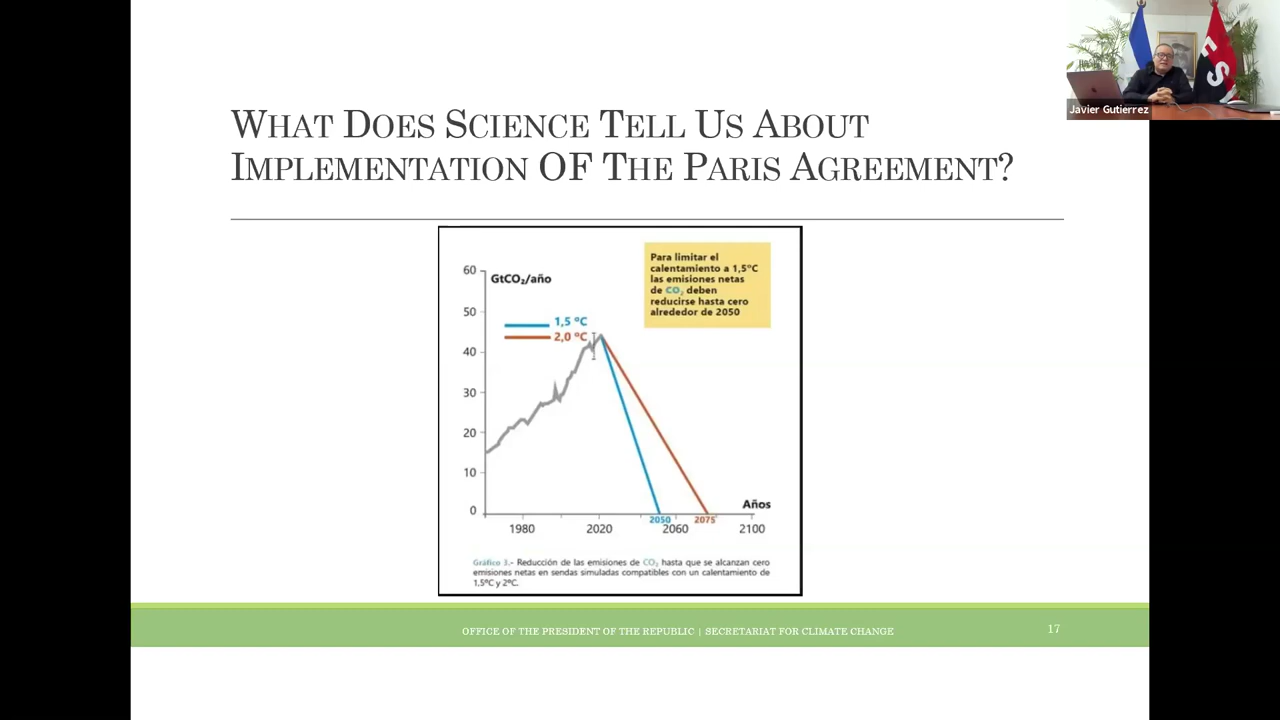 WHAT DOES SCIENCE TELL US ABOUT
IMPLEMENTATION OF THE PARIS AGREEMENT?
Javier Gutierrez
FS
60
50
40
30
20
10
0
GtCO₂/año
1,5 ºC
2,0 ºC
Para limitar el
calentamiento a 1,5ºC
las emisiones netas
de CO₂ deben
reducirse hasta cero
alrededor de 2050
Años
2050
2075
1980
2020
2060
2100
Gráfico 3.- Reducción de las emisiones de CO₂ hasta que se alcanzan cero
emisiones netas en sendas simuladas compatibles con un calentamiento de
1,5ºC y 2ºC.
OFFICE OF THE PRESIDENT OF THE REPUBLIC | SECRETARIAT FOR CLIMATE CHANGE
17